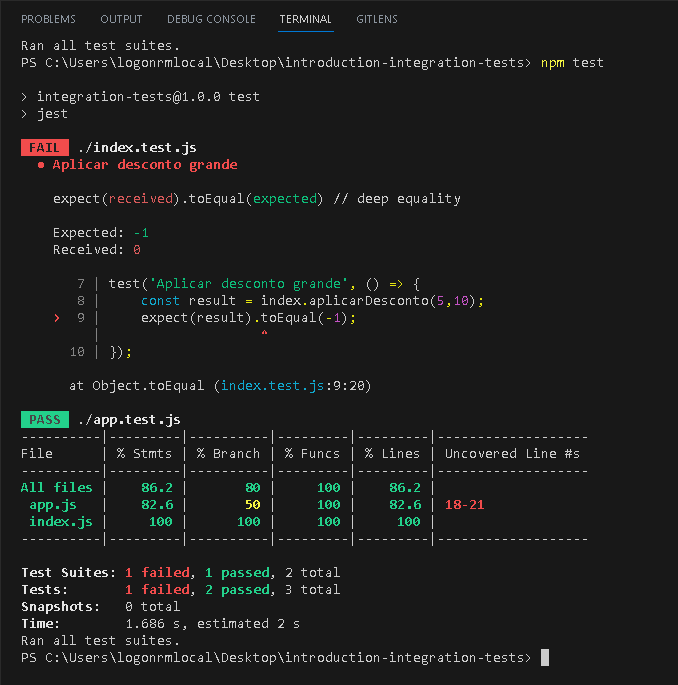 PROBLEMS OUTPUT DEBUG CONSOLE TERMINAL GITLENS
Ran all test suites.
PS C:\Users\logonrmlocal\Desktop\introduction-integration-tests> npm test
> integration-tests@1.0.0 test
> jest
FAIL ./index.test.js
● Aplicar desconto grande
expect(received).toEqual(expected) // deep equality
Expected: -1
Received: 0
7 | test('Aplicar desconto grande', () => {
8 |     const result = index.aplicarDesconto(5,10);
> 9 |     expect(result).toEqual(-1);
|                    ^
10 | });
at Object.toEqual (index.test.js:9:20)
PASS ./app.test.js
----------|---------|----------|---------|---------|-------------------
File      | % Stmts | % Branch | % Funcs | % Lines | Uncovered Line #s
----------|---------|----------|---------|---------|-------------------
All files |    86.2 |       80 |     100 |    86.2 |
app.js   |    82.6 |       50 |     100 |    82.6 | 18-21
index.js |     100 |      100 |     100 |     100 |
----------|---------|----------|---------|---------|-------------------
Test Suites: 1 failed, 1 passed, 2 total
Tests:       1 failed, 2 passed, 3 total
Snapshots:   0 total
Time:        1.686 s, estimated 2 s
Ran all test suites.
PS C:\Users\logonrmlocal\Desktop\introduction-integration-tests>